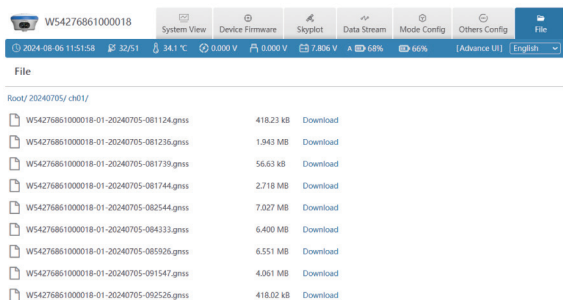 W54276861000018
System View Device Firmware Skyplot Data Stream Mode Config Others Config File
2024-08-06 11:51:58 32/51 34.1 ℃ 0.000 V 0.000 V 7.806 V A 68% 66% [Advance UI] English
File
Root/ 20240705/ ch01/
W54276861000018-01-20240705-081124.gnss 418.23 kB Download
W54276861000018-01-20240705-081236.gnss 1.943 MB Download
W54276861000018-01-20240705-081739.gnss 56.63 kB Download
W54276861000018-01-20240705-081744.gnss 2.718 MB Download
W54276861000018-01-20240705-082544.gnss 7.027 MB Download
W54276861000018-01-20240705-084333.gnss 6.400 MB Download
W54276861000018-01-20240705-085926.gnss 6.551 MB Download
W54276861000018-01-20240705-091547.gnss 4.061 MB Download
W54276861000018-01-20240705-092526.gnss 418.02 kB Download